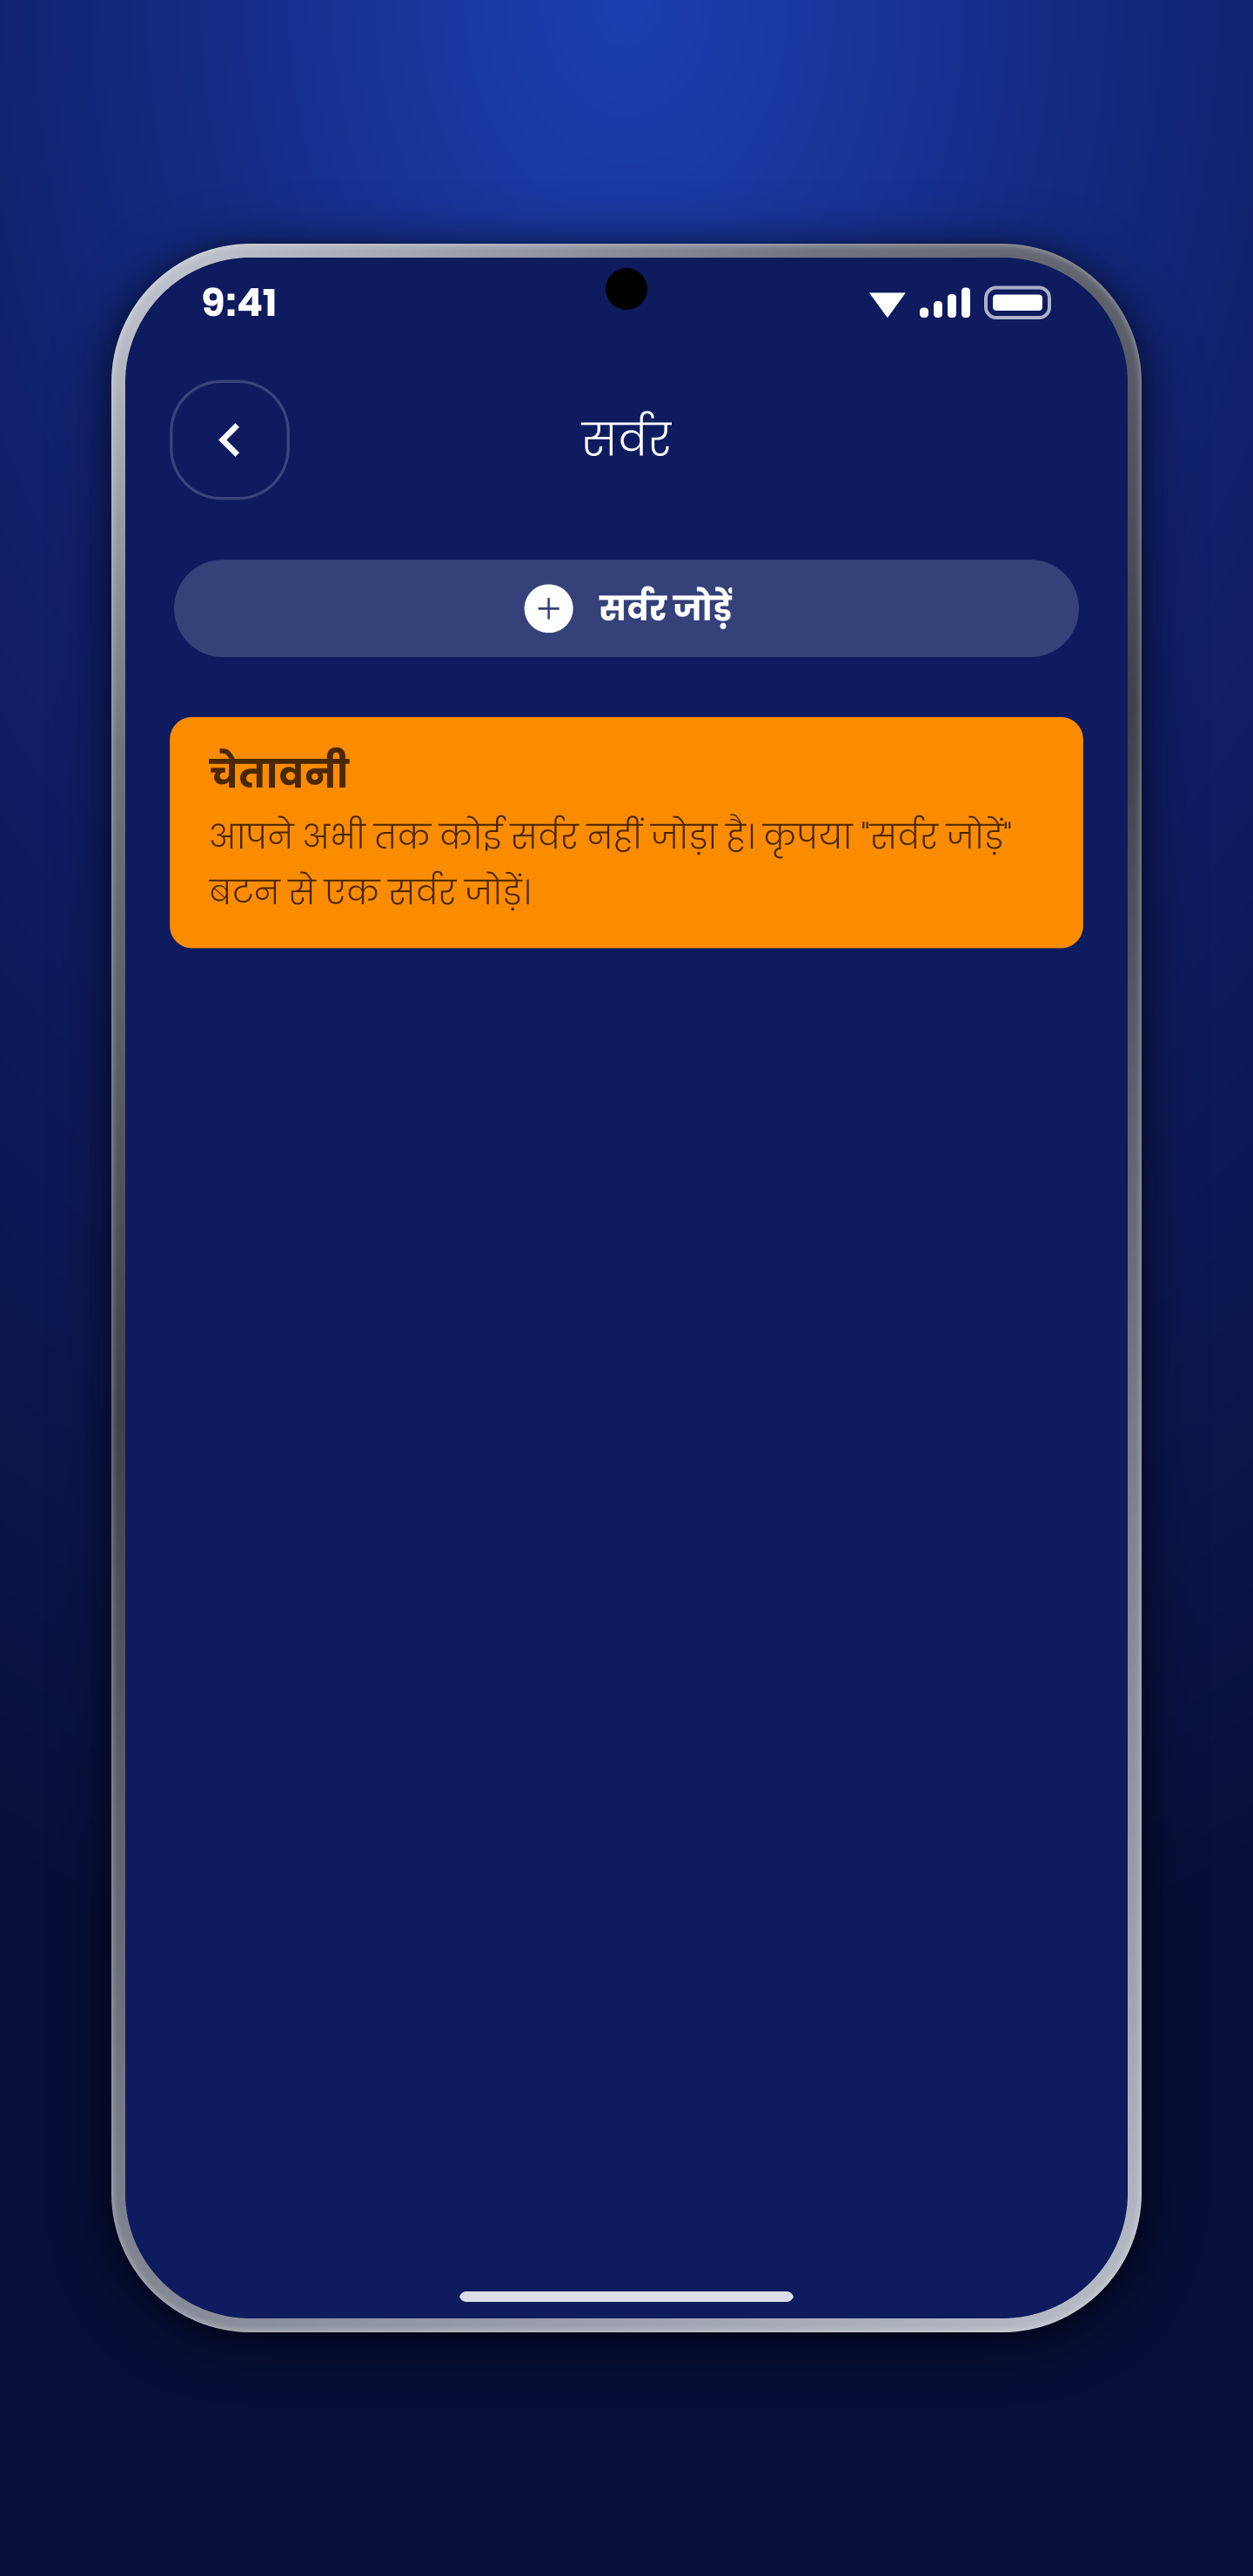 9:41
सर्वर
सर्वर जोड़ें
चेतावनी
आपने अभी तक कोई सर्वर नहीं जोड़ा है। कृपया "सर्वर जोड़ें"
बटन से एक सर्वर जोड़ें।